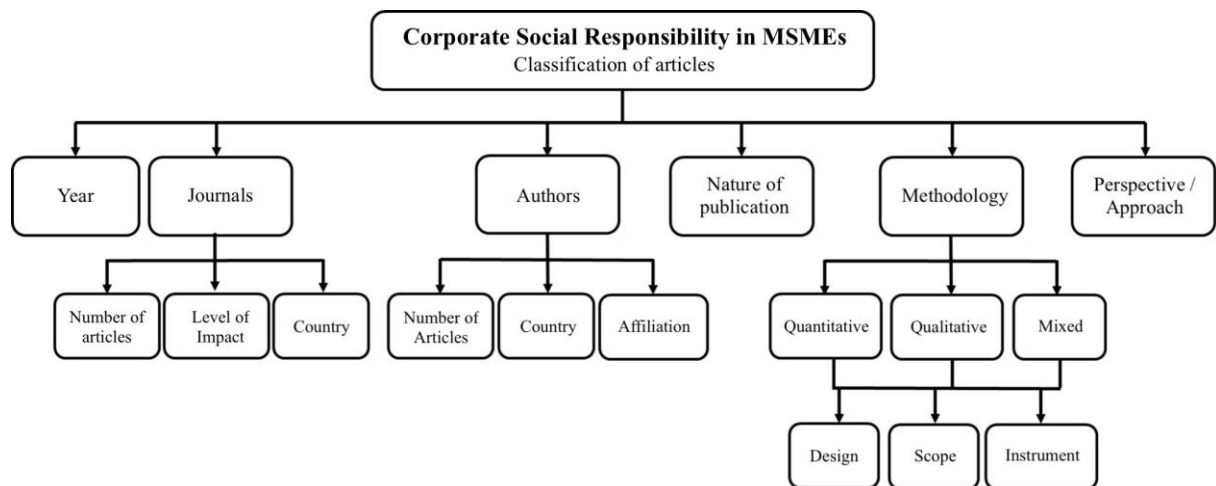 Corporate Social Responsibility in MSMEs
Classification of articles
Year
Journals
Authors
Nature of
publication
Methodology
Perspective /
Approach
Number of
articles
Level of
Impact
Country
Number of
Articles
Country
Affiliation
Quantitative
Qualitative
Mixed
Design
Scope
Instrument